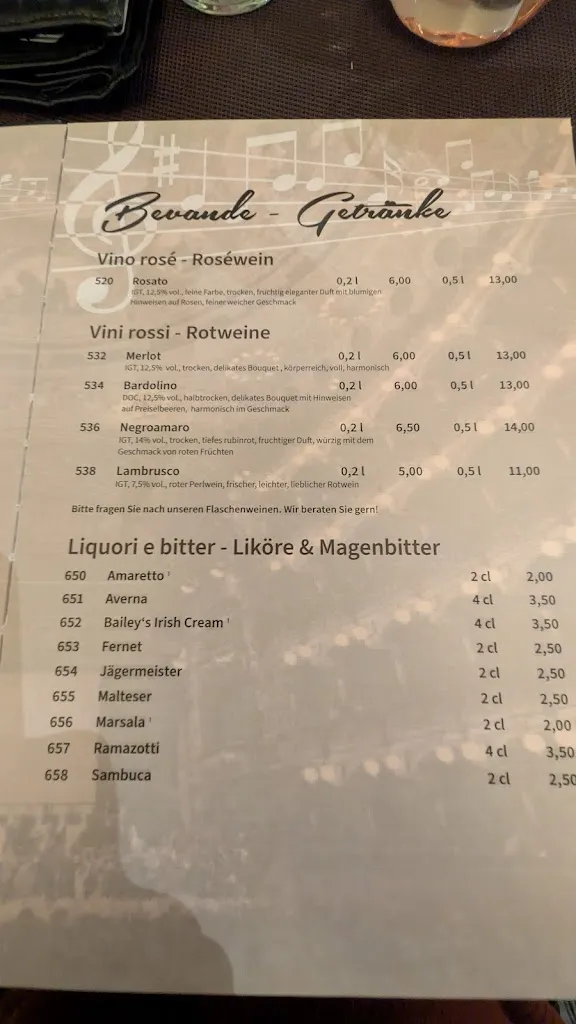 Bevande - Getränke
Vino rosé - Roséwein
520 Rosato 0,2 l 6,00 0,5 l 13,00
IGT, 12,5% vol., feine Farbe, trocken, fruchtig eleganter Duft mit blumigen
Hinweisen auf Rosen, feiner weicher Geschmack
Vini rossi - Rotweine
532 Merlot 0,2 l 6,00 0,5 l 13,00
IGT, 12,5% vol., trocken, delikates Bouquet , körperreich, voll, harmonisch
534 Bardolino 0,2 l 6,00 0,5 l 13,00
DOC, 12,5% vol., halbtrocken, delikates Bouquet mit Hinweisen
auf Preiselbeeren, harmonisch im Geschmack
536 Negroamaro 0,2 l 6,50 0,5 l 14,00
IGT, 14% vol., trocken, tiefes rubinrot, fruchtiger Duft, würzig mit dem
Geschmack von roten Früchten
538 Lambrusco 0,2 l 5,00 0,5 l 11,00
IGT, 7,5% vol., roter Perlwein, frischer, leichter, lieblicher Rotwein
Bitte fragen Sie nach unseren Flaschenweinen. Wir beraten Sie gern!
Liquori e bitter - Liköre & Magenbitter
650 Amaretto ¹ 2 cl 2,00
651 Averna 4 cl 3,50
652 Bailey's Irish Cream ¹ 4 cl 3,50
653 Fernet 2 cl 2,50
654 Jägermeister 2 cl 2,50
655 Malteser 2 cl 2,50
656 Marsala ¹ 2 cl 2,00
657 Ramazotti 4 cl 3,50
658 Sambuca 2 cl 2,50